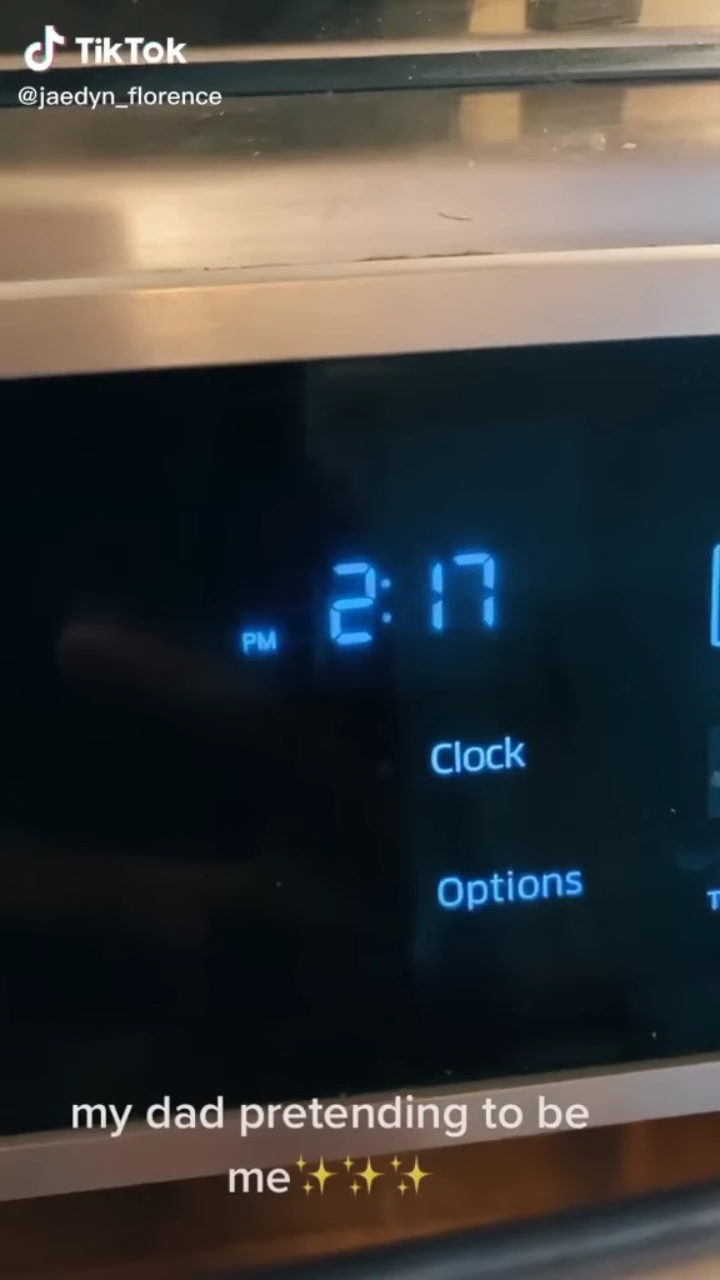 TikTok
@jaedyn_florence
PM 2:17
Clock
Options
my dad pretending to be
me✨✨✨